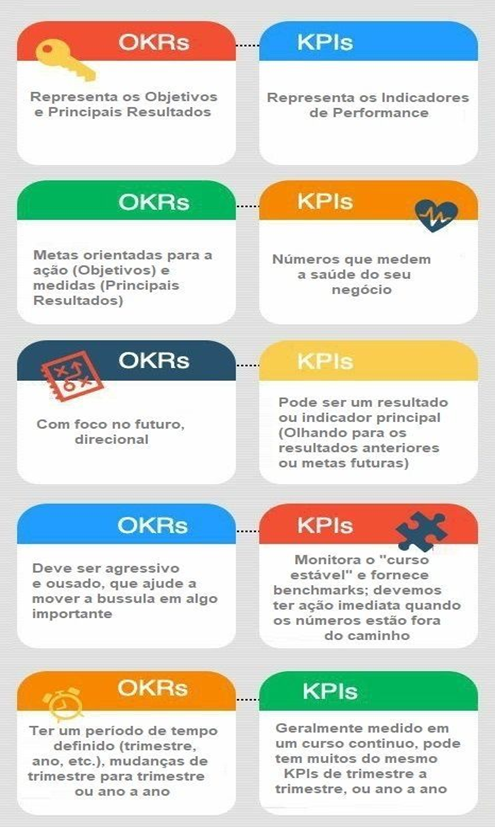 OKRs
KPIs
Representa os Objetivos
e Principais Resultados
Representa os Indicadores
de Performance
OKRs
KPIs
Metas orientadas para a
ação (Objetivos) e
medidas (Principais
Resultados)
Números que medem
a saúde do seu
negócio
OKRs
KPIs
Com foco no futuro,
direcional
Pode ser um resultado
ou indicador principal
(Olhando para os
resultados anteriores
ou metas futuras)
OKRs
KPIs
Deve ser agressivo
e ousado, que ajude a
mover a bussula em algo
importante
Monitora o "curso
estável" e fornece
benchmarks; devemos
ter ação imediata quando
os números estão fora
do caminho
OKRs
KPIs
Ter um período de tempo
definido (trimestre,
ano, etc.), mudanças de
trimestre para trimestre
ou ano a ano
Geralmente medido em
um curso continuo, pode
tem muitos do mesmo
KPIs de trimestre a
trimestre, ou ano a ano